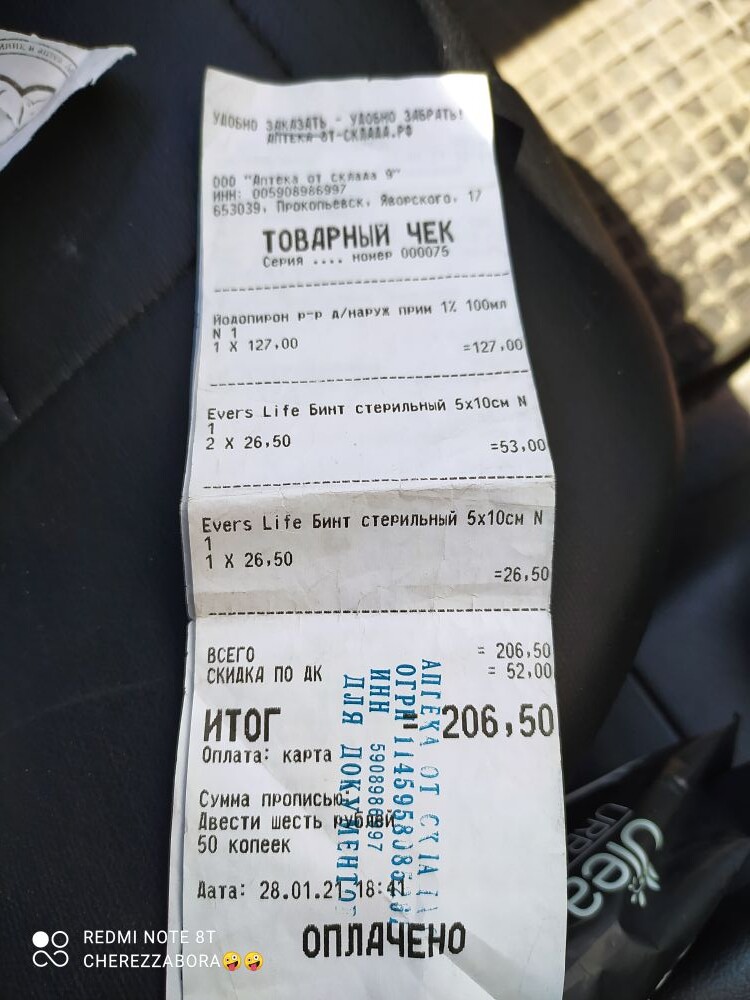 УДОБНО ЗАКАЗАТЬ - УДОБНО ЗАБРАТЬ!
АПТЕКА-ОТ-СКЛАДА.РФ
ООО "Аптека от склада 9"
ИНН: 005908986997
653039, Прокопьевск, Яворского, 17
ТОВАРНЫЙ ЧЕК
Серия .... номер 000075
Йодопирон р-р д/наруж прим 1% 100мл
N 1
1 X 127,00 =127,00
Evers Life Бинт стерильный 5x10см N
1
2 X 26,50 =53,00
Evers Life Бинт стерильный 5x10см N
1
1 X 26,50 =26,50
ВСЕГО = 206,50
СКИДКА ПО ДК = 52,00
ИТОГ = 206,50
Оплата: карта
Сумма прописью:
Двести шесть рублей
50 копеек
Дата: 28.01.21 18:41
ОПЛАЧЕНО
АПТЕКА ОТ СКЛА
ОГРН
ИНН 5908986997
ДЛЯ ДОКУМЕНТО
REDMI NOTE 8T
CHEREZZABORA🤪🤪